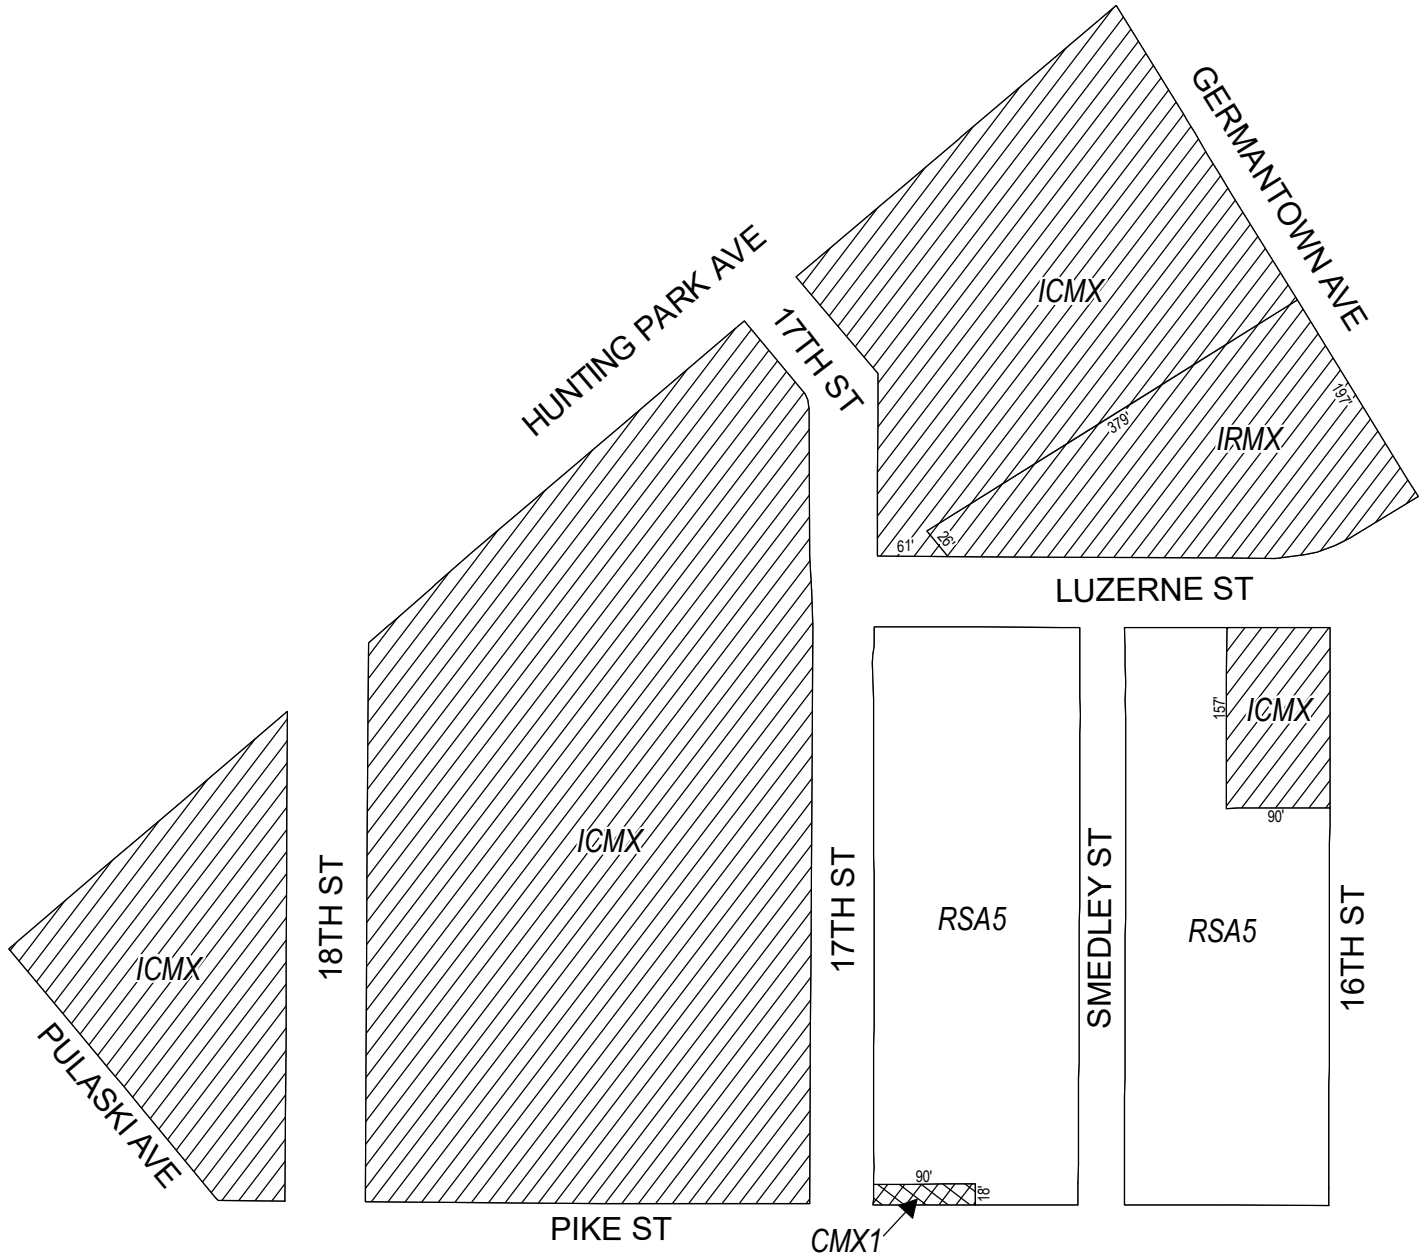 GERMANTOWN AVE
HUNTING PARK AVE
ICMX
17TH ST
197'
379'
IRMX
26'
61'
LUZERNE ST
157'
ICMX
90'
ICMX
18TH ST
17TH ST
SMEDLEY ST
16TH ST
RSA5
RSA5
ICMX
PULASKI AVE
90'
18'
PIKE ST
CMX1